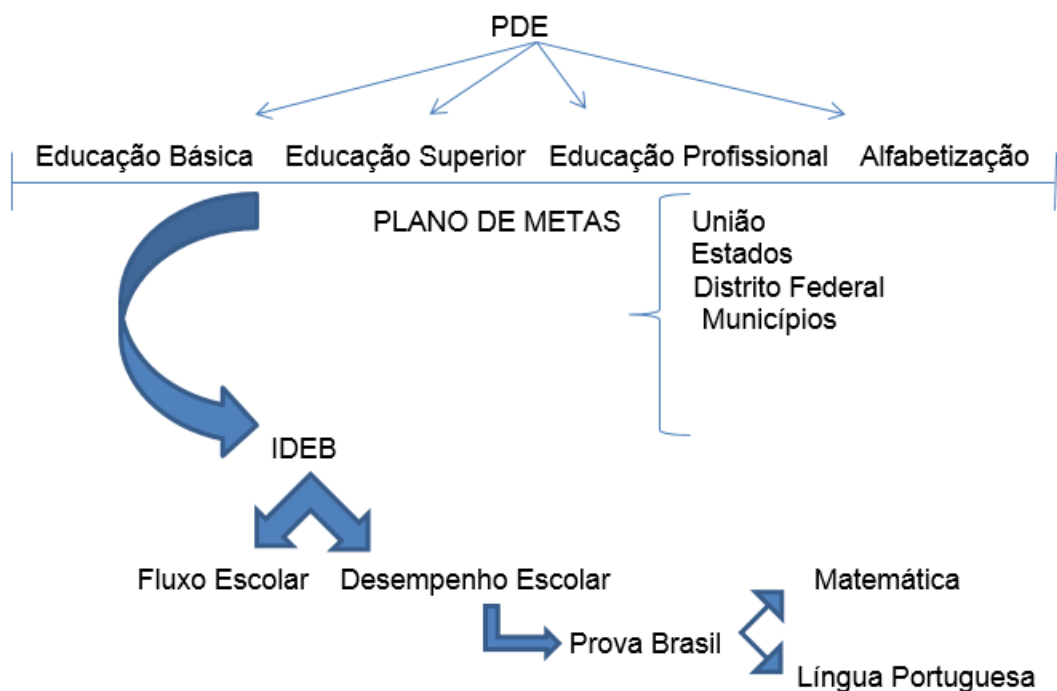 PDE
Educação Básica Educação Superior Educação Profissional Alfabetização
PLANO DE METAS
União
Estados
Distrito Federal
Municípios
IDEB
Fluxo Escolar Desempenho Escolar
Matemática
Prova Brasil
Língua Portuguesa